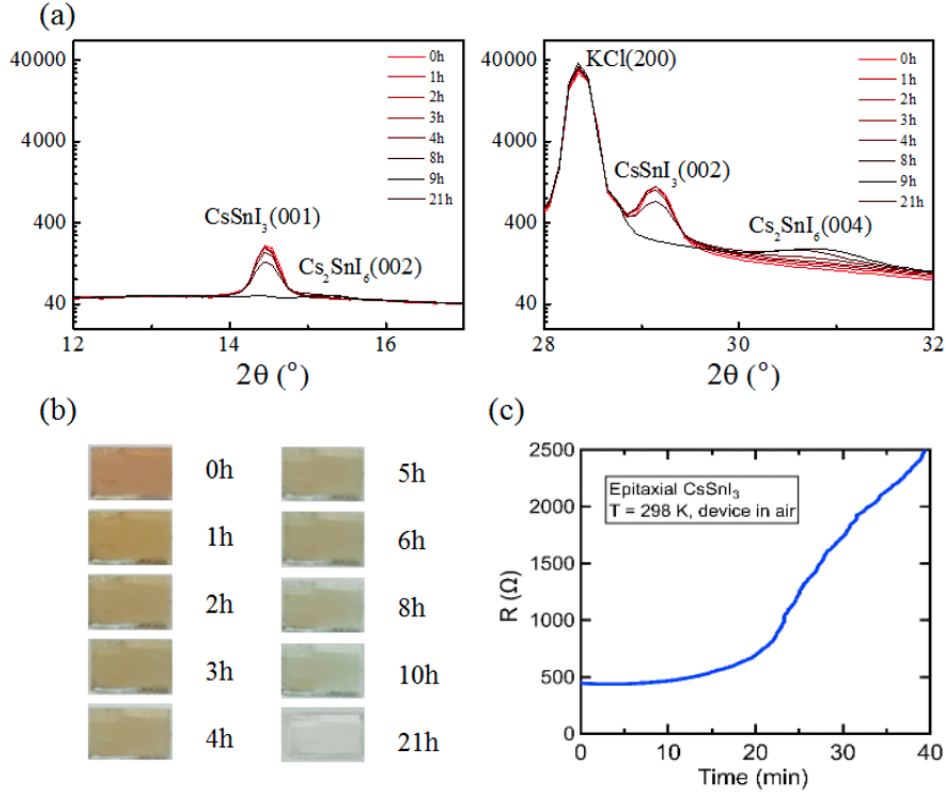 (a)
40000
4000
400
40
12
14
16
2θ (°)
0h
1h
2h
3h
4h
8h
9h
21h
CsSnI₃(001)
Cs₂SnI₆(002)
40000
4000
400
40
28
30
32
2θ (°)
KCl(200)
CsSnI₃(002)
Cs₂SnI₆(004)
0h
1h
2h
3h
4h
8h
9h
21h
(b)
0h
1h
2h
3h
4h
5h
6h
8h
10h
21h
(c)
2500
2000
1500
1000
500
0
R (Ω)
Epitaxial CsSnI₃
T = 298 K, device in air
0
10
20
30
40
Time (min)